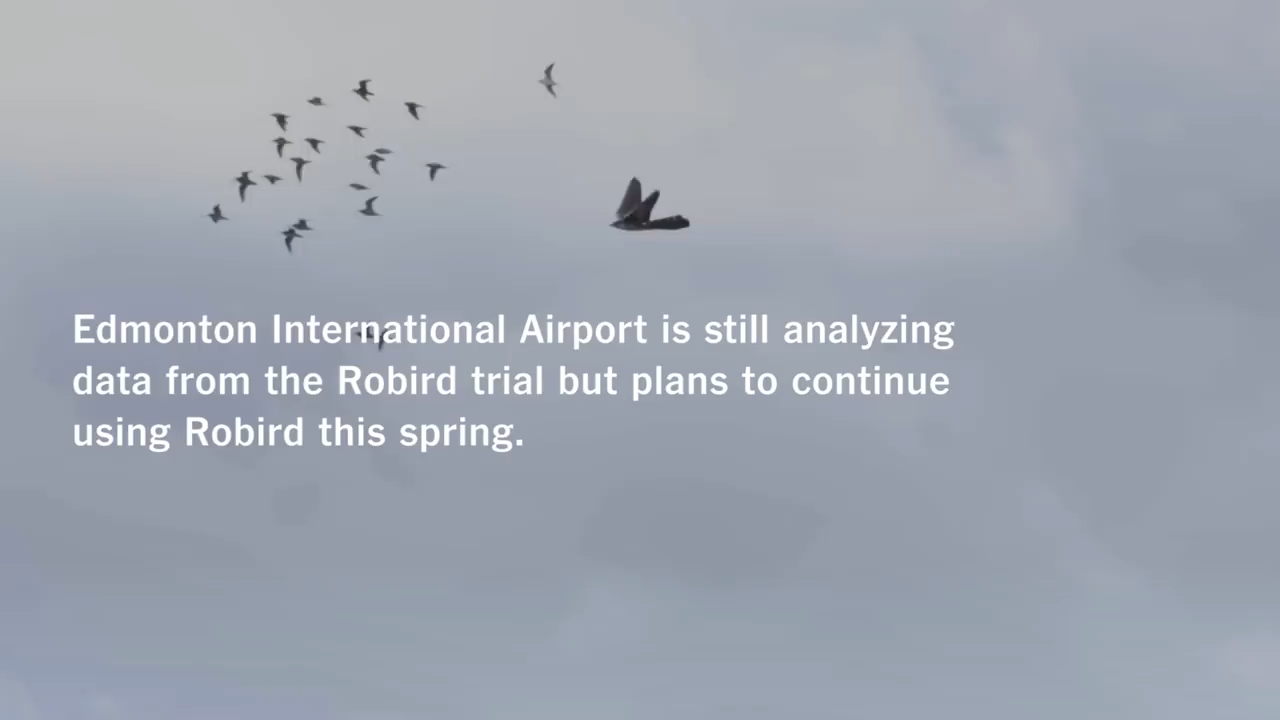 Edmonton International Airport is still analyzing
data from the Robird trial but plans to continue
using Robird this spring.